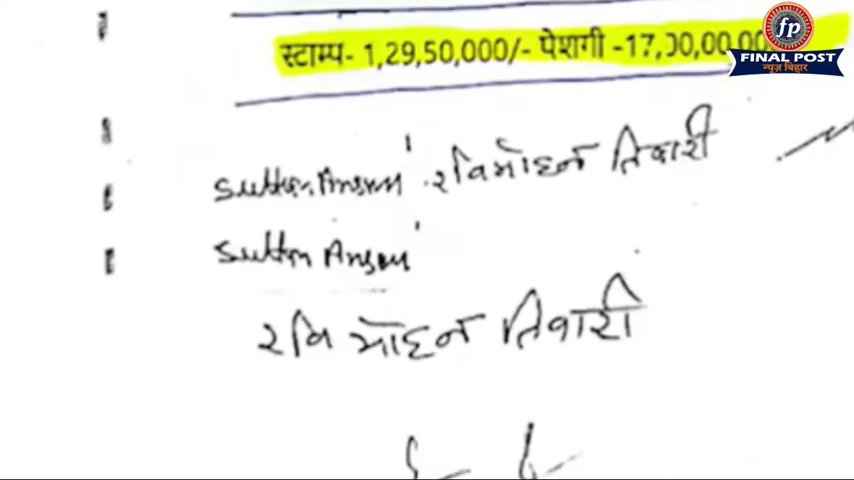 स्टाम्प- 1,29,50,000/- पेशगी -17,00,00,00
fp
FINAL POST
न्यूज़ बिहार
Sultan Ansari रवि मोहन तिवारी
Sultan Ansari
रवि मोहन तिवारी